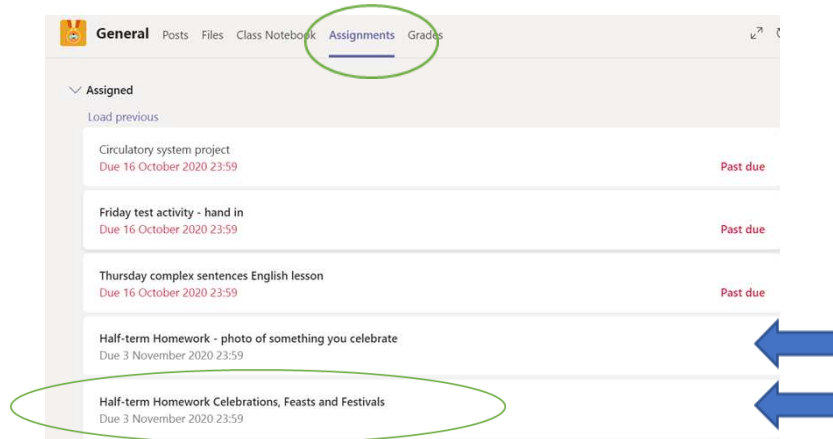 General Posts Files Class Notebook Assignments Grades
Assigned
Load previous
Circulatory system project
Due 16 October 2020 23:59 Past due
Friday test activity - hand in
Due 16 October 2020 23:59 Past due
Thursday complex sentences English lesson
Due 16 October 2020 23:59 Past due
Half-term Homework - photo of something you celebrate
Due 3 November 2020 23:59
Half-term Homework Celebrations, Feasts and Festivals
Due 3 November 2020 23:59